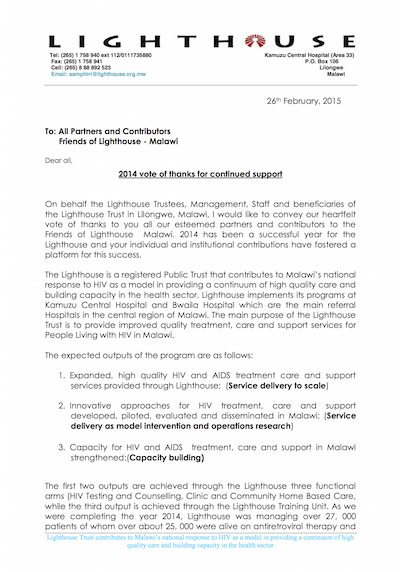 LIGHTHOUSE
Tel: (265) 1 758 940 ext 112/0111735880
Fax: (265) 1 758 941
Cell: (265) 8 88 892 523
Email: samphiri@lighthouse.org.mw
Kamuzu Central Hospital (Area 33)
P.O. Box 106
Lilongwe
Malawi
26th February, 2015
To: All Partners and Contributors
Friends of Lighthouse - Malawi
Dear all,
2014 vote of thanks for continued support
On behalf the Lighthouse Trustees, Management, Staff and beneficiaries of
the Lighthouse Trust in Lilongwe, Malawi, I would like to convey our heartfelt
vote of thanks to you all our esteemed partners and contributors to the
Friends of Lighthouse Malawi. 2014 has been a successful year for the
Lighthouse and your individual and institutional contributions have fostered a
platform for this success.
The Lighthouse is a registered Public Trust that contributes to Malawi's national
response to HIV as a model in providing a continuum of high quality care and
building capacity in the health sector. Lighthouse implements its programs at
Kamuzu Central Hospital and Bwaila Hospital which are the main referral
Hospitals in the central region of Malawi. The main purpose of the Lighthouse
Trust is to provide improved quality treatment, care and support services for
People Living with HIV in Malawi.
The expected outputs of the program are as follows:
1. Expanded, high quality HIV and AIDS treatment care and support
services provided through Lighthouse; (Service delivery to scale)
2. Innovative approaches for HIV treatment, care and support
developed, piloted, evaluated and disseminated in Malawi; (Service
delivery as model intervention and operations research)
3. Capacity for HIV and AIDS treatment, care and support in Malawi
strengthened;(Capacity building)
The first two outputs are achieved through the Lighthouse three functional
arms (HIV Testing and Counselling, Clinic and Community Home Based Care,
while the third output is achieved through the Lighthouse Training Unit. As we
were completing the year 2014, Lighthouse was managing over 27, 000
patients of whom over about 25, 000 were alive on antiretroviral therapy and
Lighthouse Trust contributes to Malawi's national response to HIV as a model in providing a continuum of high
quality care and building capacity in the health sector